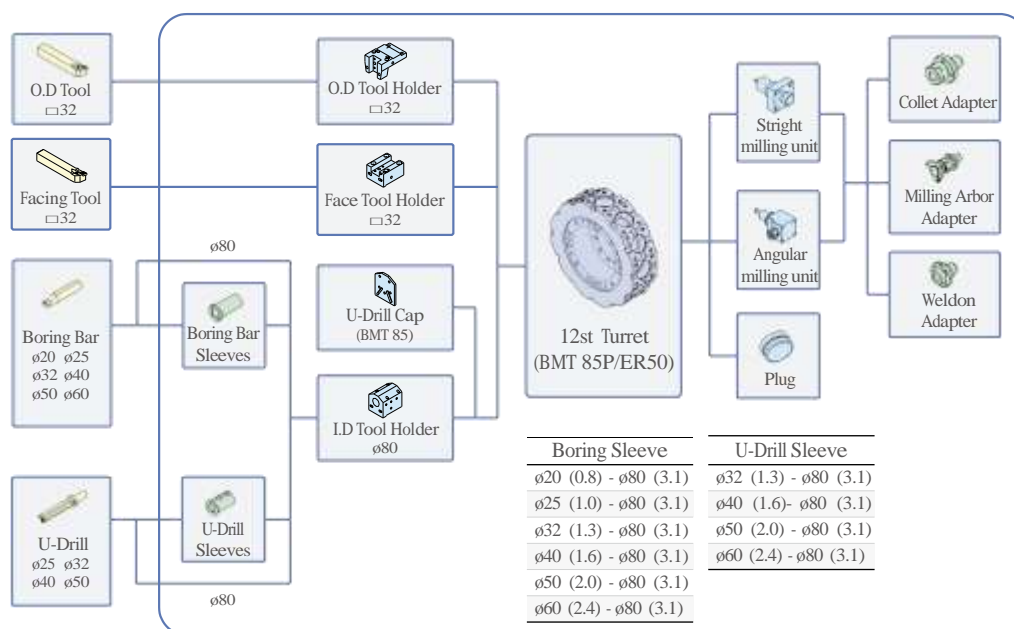 O.D Tool
□32
O.D Tool Holder
□32
Facing Tool
□32
Face Tool Holder
□32
ø80
Boring Bar
ø20 ø25
ø32 ø40
ø50 ø60
Boring Bar
Sleeves
U-Drill Cap
(BMT 85)
I.D Tool Holder
ø80
U-Drill
ø25 ø32
ø40 ø50
U-Drill
Sleeves
ø80
12st Turret
(BMT 85P/ER50)
Stright
milling unit
Angular
milling unit
Plug
Collet Adapter
Milling Arbor
Adapter
Weldon
Adapter
Boring Sleeve
ø20 (0.8) - ø80 (3.1)
ø25 (1.0) - ø80 (3.1)
ø32 (1.3) - ø80 (3.1)
ø40 (1.6) - ø80 (3.1)
ø50 (2.0) - ø80 (3.1)
ø60 (2.4) - ø80 (3.1)
U-Drill Sleeve
ø32 (1.3) - ø80 (3.1)
ø40 (1.6)- ø80 (3.1)
ø50 (2.0) - ø80 (3.1)
ø60 (2.4) - ø80 (3.1)